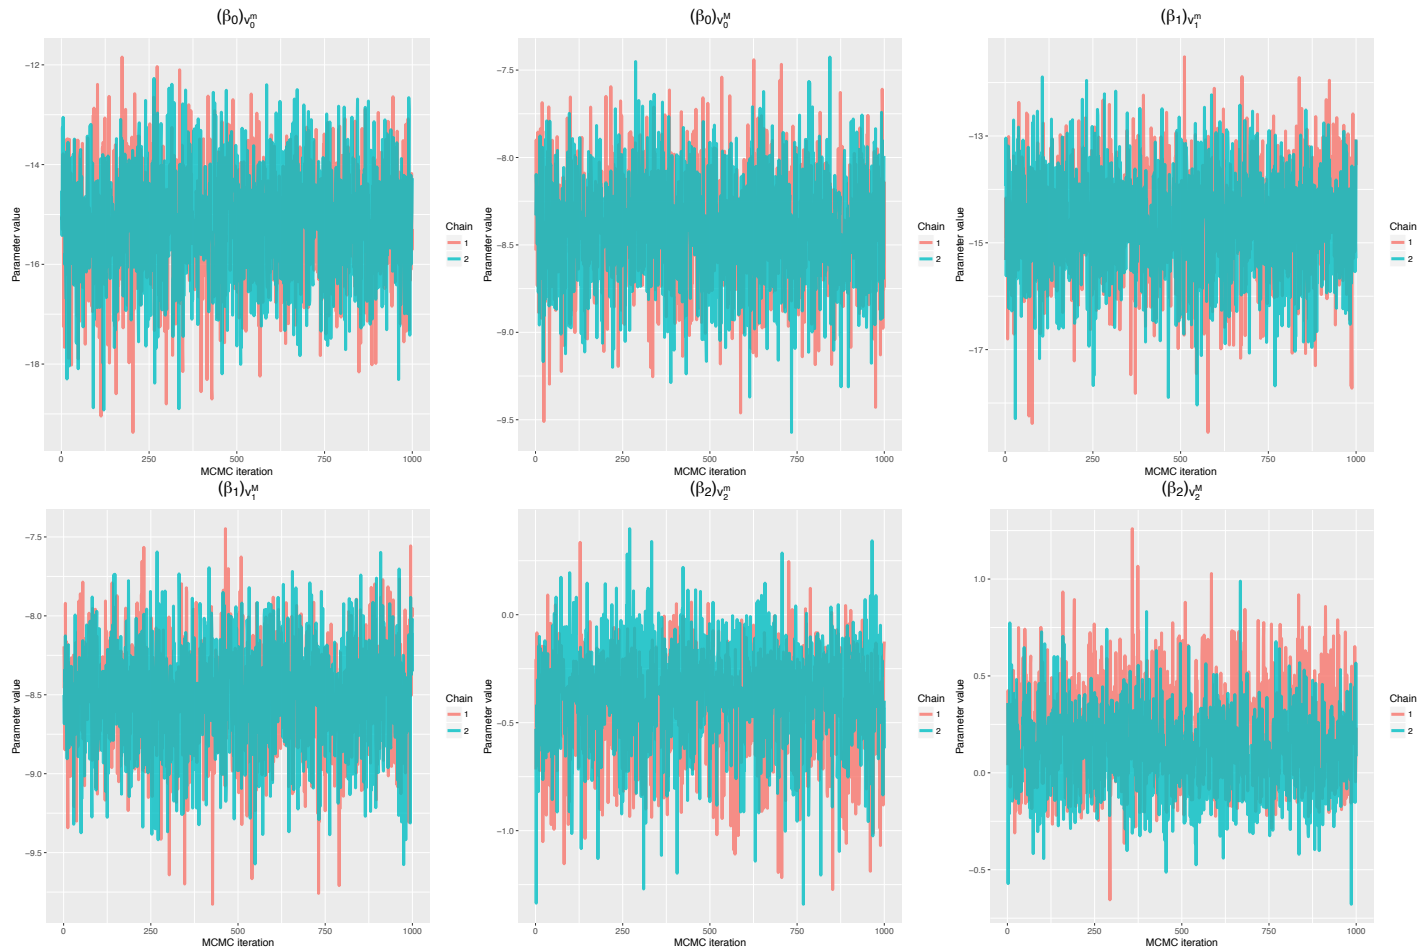 (β₀)ᵥ₀ᵐ
−12
−14
−16
−18
Parameter value
0 250 500 750 1000
MCMC iteration
Chain
1
2
(β₀)ᵥ₀ᴹ
−7.5
−8.0
−8.5
−9.0
−9.5
Parameter value
0 250 500 750 1000
MCMC iteration
Chain
1
2
(β₁)ᵥ₁ᵐ
−13
−15
−17
Parameter value
0 250 500 750 1000
MCMC iteration
Chain
1
2
(β₁)ᵥ₁ᴹ
−7.5
−8.0
−8.5
−9.0
−9.5
Parameter value
0 250 500 750 1000
MCMC iteration
Chain
1
2
(β₂)ᵥ₂ᵐ
0.0
−0.5
−1.0
Parameter value
0 250 500 750 1000
MCMC iteration
Chain
1
2
(β₂)ᵥ₂ᴹ
1.0
0.5
0.0
−0.5
Parameter value
0 250 500 750 1000
MCMC iteration
Chain
1
2